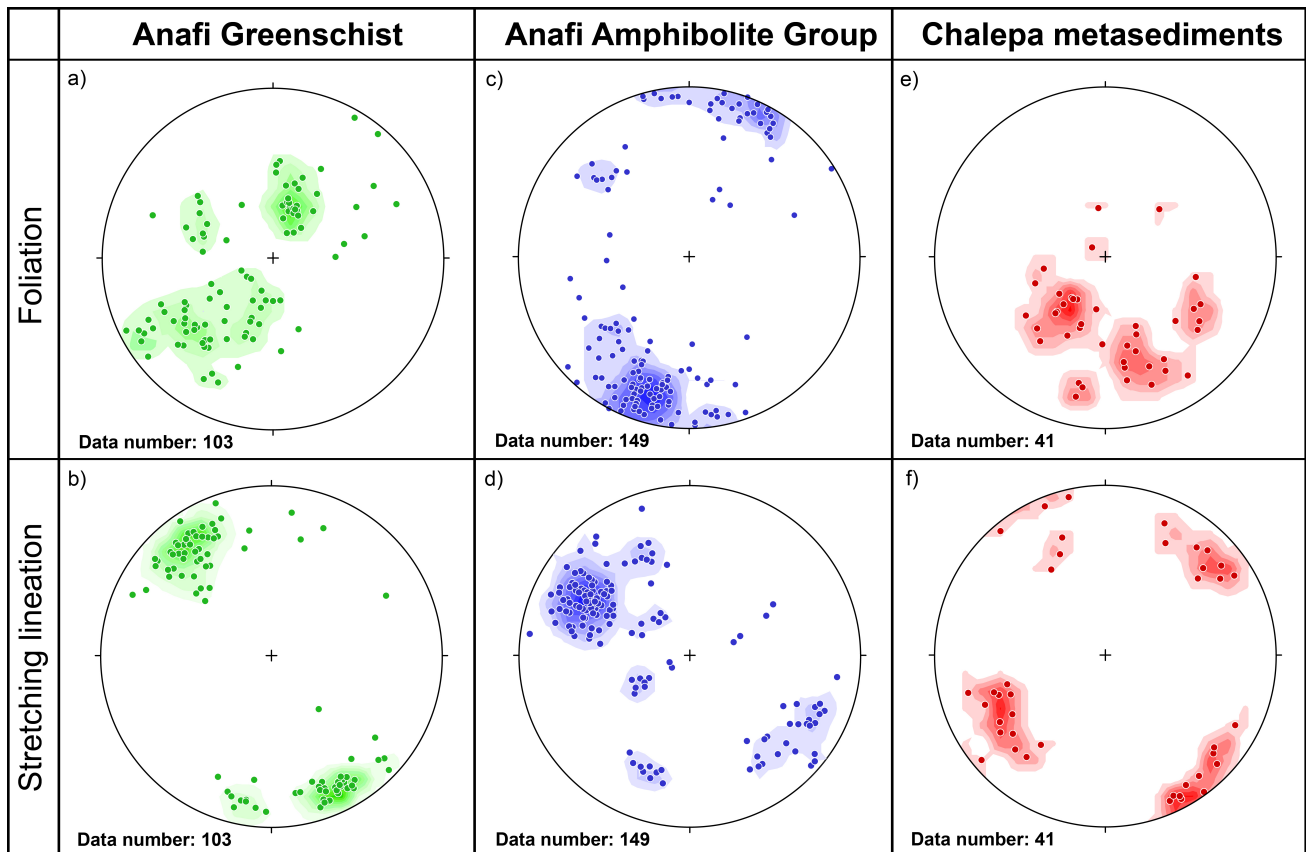 Anafi Greenschist
Anafi Amphibolite Group
Chalepa metasediments
Foliation
a)
Data number: 103
c)
Data number: 149
e)
Data number: 41
Stretching lineation
b)
Data number: 103
d)
Data number: 149
f)
Data number: 41